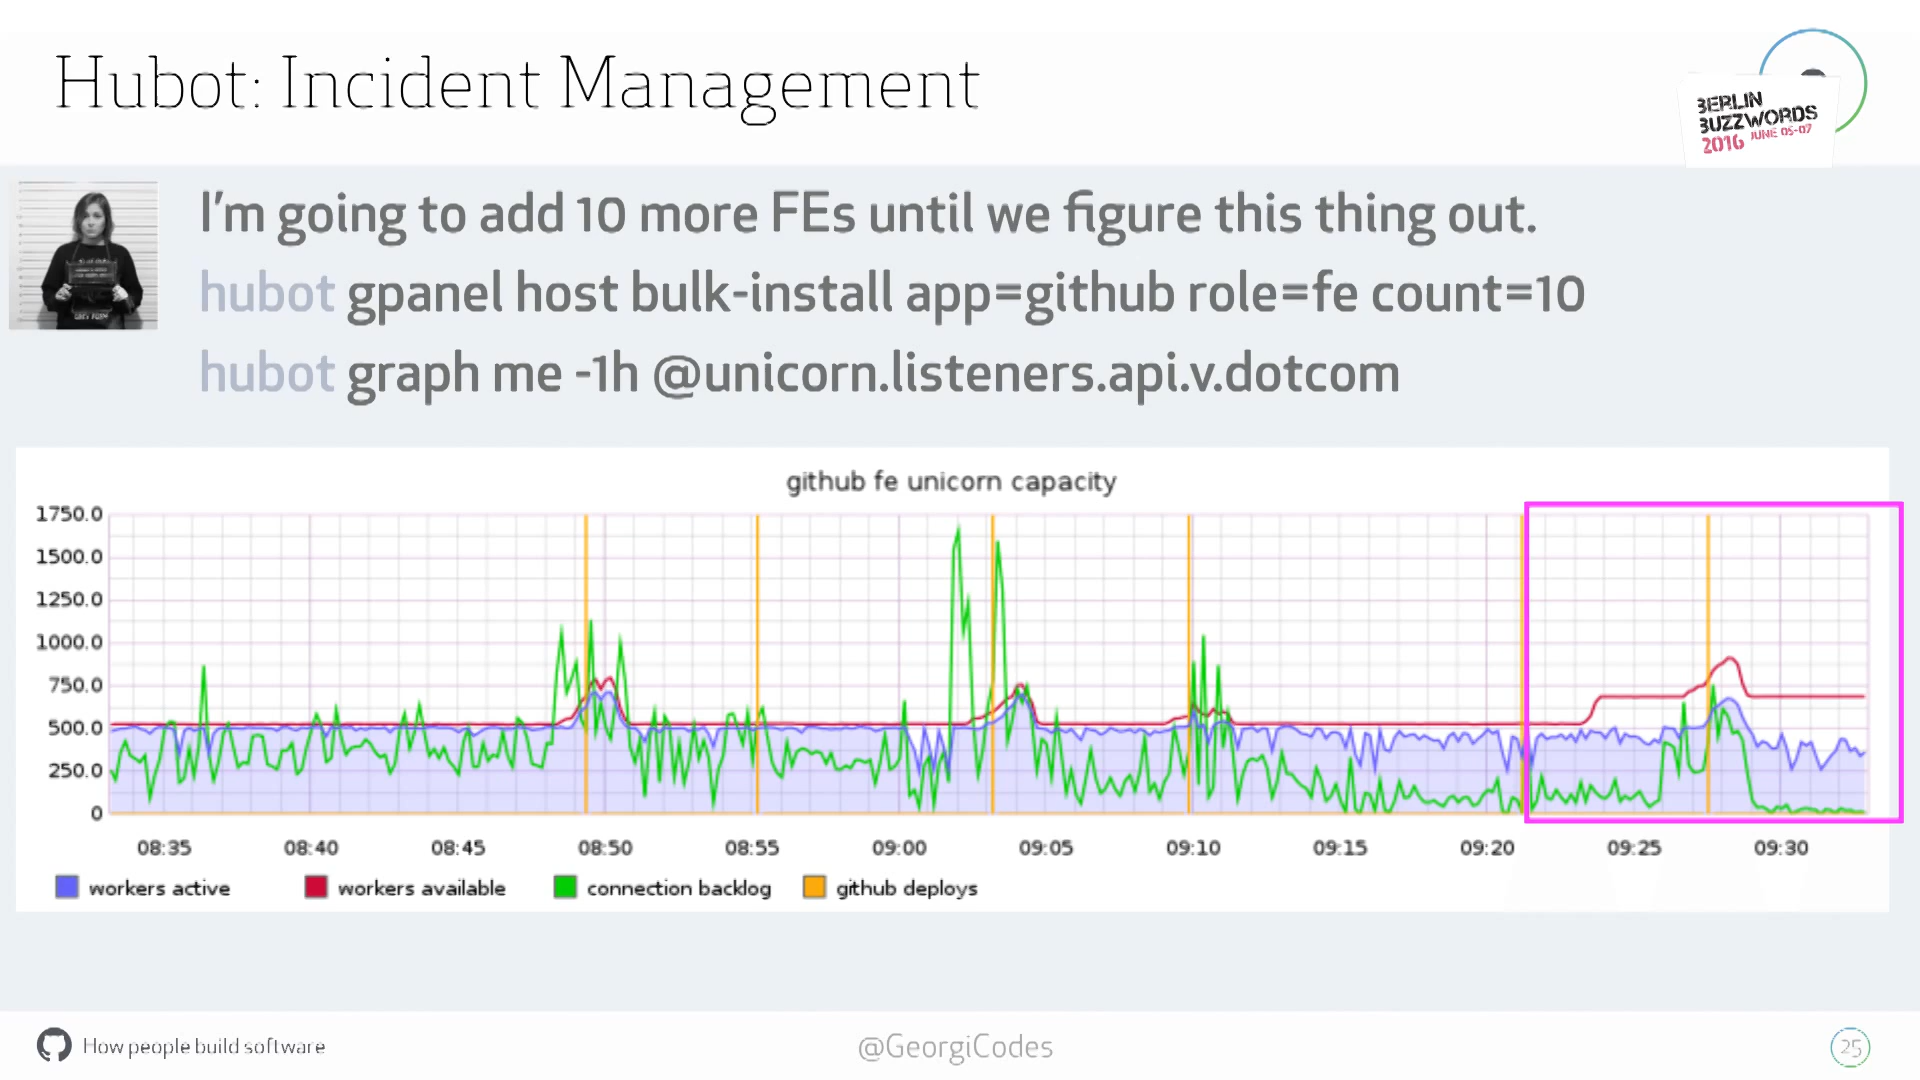 Hubot: Incident Management
BERLIN
BUZZWORDS
2016 JUNE 05-07
I'm going to add 10 more FEs until we figure this thing out.
hubot gpanel host bulk-install app=github role=fe count=10
hubot graph me -1h @unicorn.listeners.api.v.dotcom
github fe unicorn capacity
1750.0
1500.0
1250.0
1000.0
750.0
500.0
250.0
0
08:35 08:40 08:45 08:50 08:55 09:00 09:05 09:10 09:15 09:20 09:25 09:30
workers active workers available connection backlog github deploys
How people build software
@GeorgiCodes
25